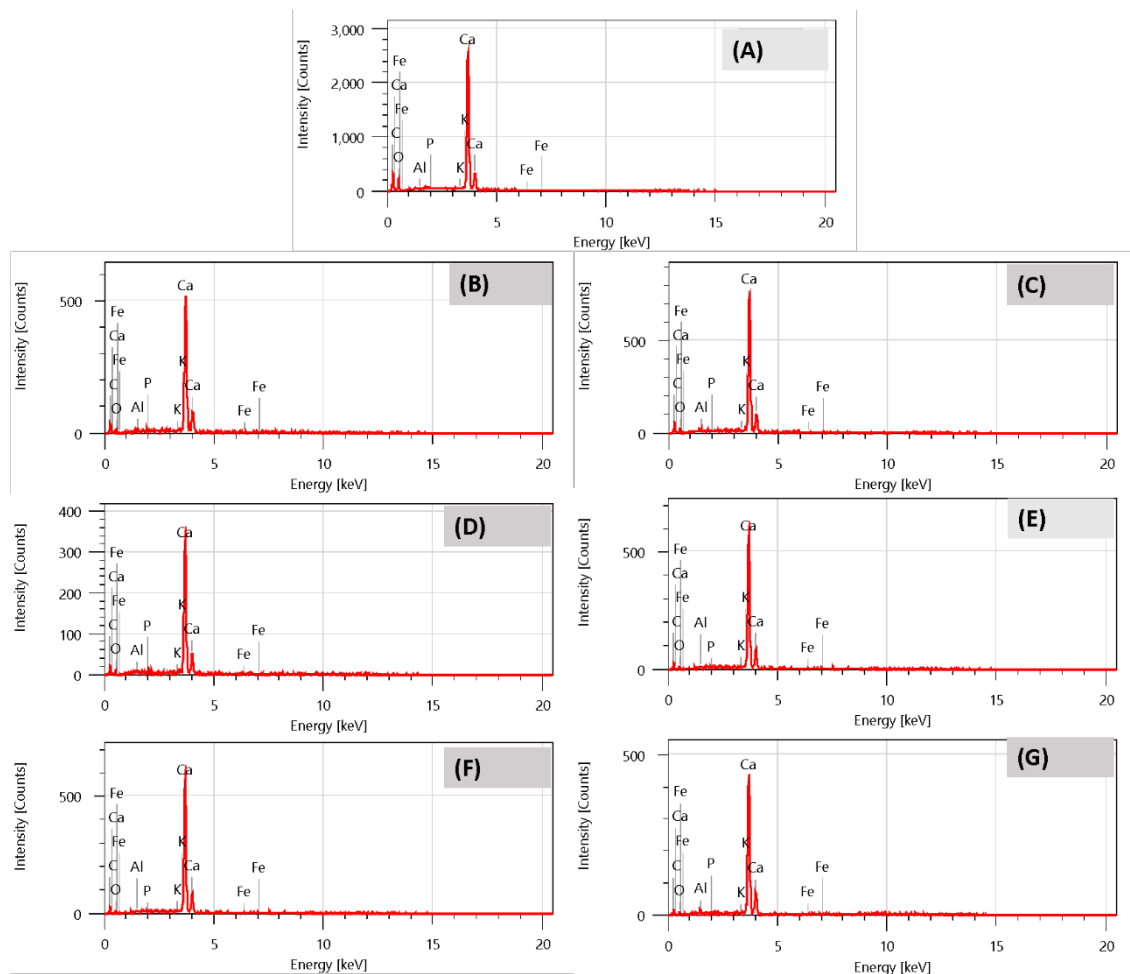 (A)
Intensity [Counts]
3,000
2,000
1,000
0
Fe
Ca
Fe
C
O
Al
P
K
K
Ca
Ca
Fe
Fe
0 5 10 15 20
Energy [keV]
(B)
Intensity [Counts]
500
0
Fe
Ca
Fe
C
O
Al
P
K
K
Ca
Ca
Fe
Fe
0 5 10 15 20
Energy [keV]
(C)
Intensity [Counts]
500
0
Fe
Ca
Fe
C
O
Al
P
K
K
Ca
Ca
Fe
Fe
0 5 10 15 20
Energy [keV]
(D)
Intensity [Counts]
400
300
200
100
0
Fe
Ca
Fe
C
O
Al
P
K
K
Ca
Ca
Fe
Fe
0 5 10 15 20
Energy [keV]
(E)
Intensity [Counts]
500
0
Fe
Ca
Fe
C
O
Al
P
K
K
Ca
Ca
Fe
Fe
0 5 10 15 20
Energy [keV]
(F)
Intensity [Counts]
500
0
Fe
Ca
Fe
C
O
Al
P
K
K
Ca
Ca
Fe
Fe
0 5 10 15 20
Energy [keV]
(G)
Intensity [Counts]
500
0
Fe
Ca
Fe
C
O
Al
P
K
K
Ca
Ca
Fe
Fe
0 5 10 15 20
Energy [keV]